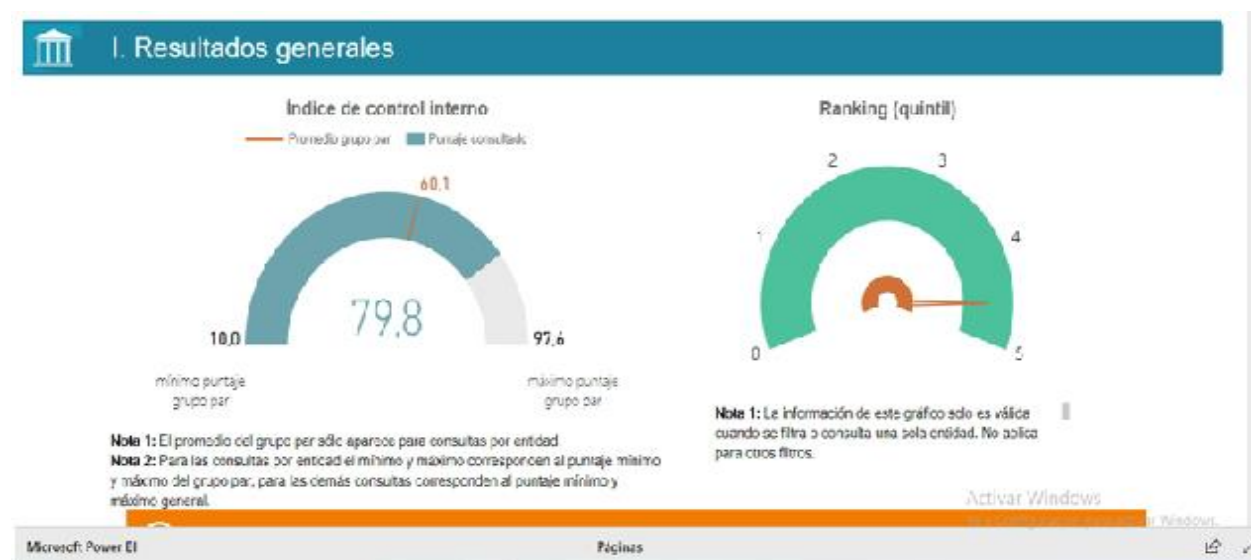 I. Resultados generales
Índice de control interno
Promedio grupo par
Puntaje consultado
60,1
79,8
10,0
97,6
mínimo puntaje
grupo par
máximo puntaje
grupo par
Nota 1: El promedio del grupo par sólo aparece para consultas por entidad
Nota 2: Para las consultas por entidad el mínimo y máximo corresponden al puntaje mínimo
y máximo del grupo par, para las demás consultas corresponden al puntaje mínimo y
máximo general.
Ranking (quintil)
0
1
2
3
4
5
Nota 1: La información de este gráfico solo es válida
cuando se filtra o consulta una sola entidad. No aplica
para otros filtros.
Activar Windows
Windows.
Microsoft Power BI
Páginas